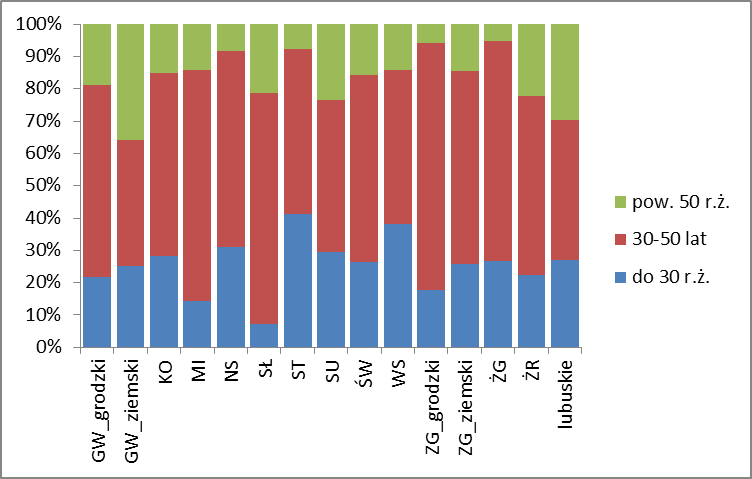 100%
90%
80%
70%
60%
50%
40%
30%
20%
10%
0%
GW_grodzki
GW_ziemski
KO
MI
NS
SŁ
ST
SU
ŚW
WS
ZG_grodzki
ZG_ziemski
ŻG
ŻR
lubuskie
pow. 50 r.ż.
30-50 lat
do 30 r.ż.